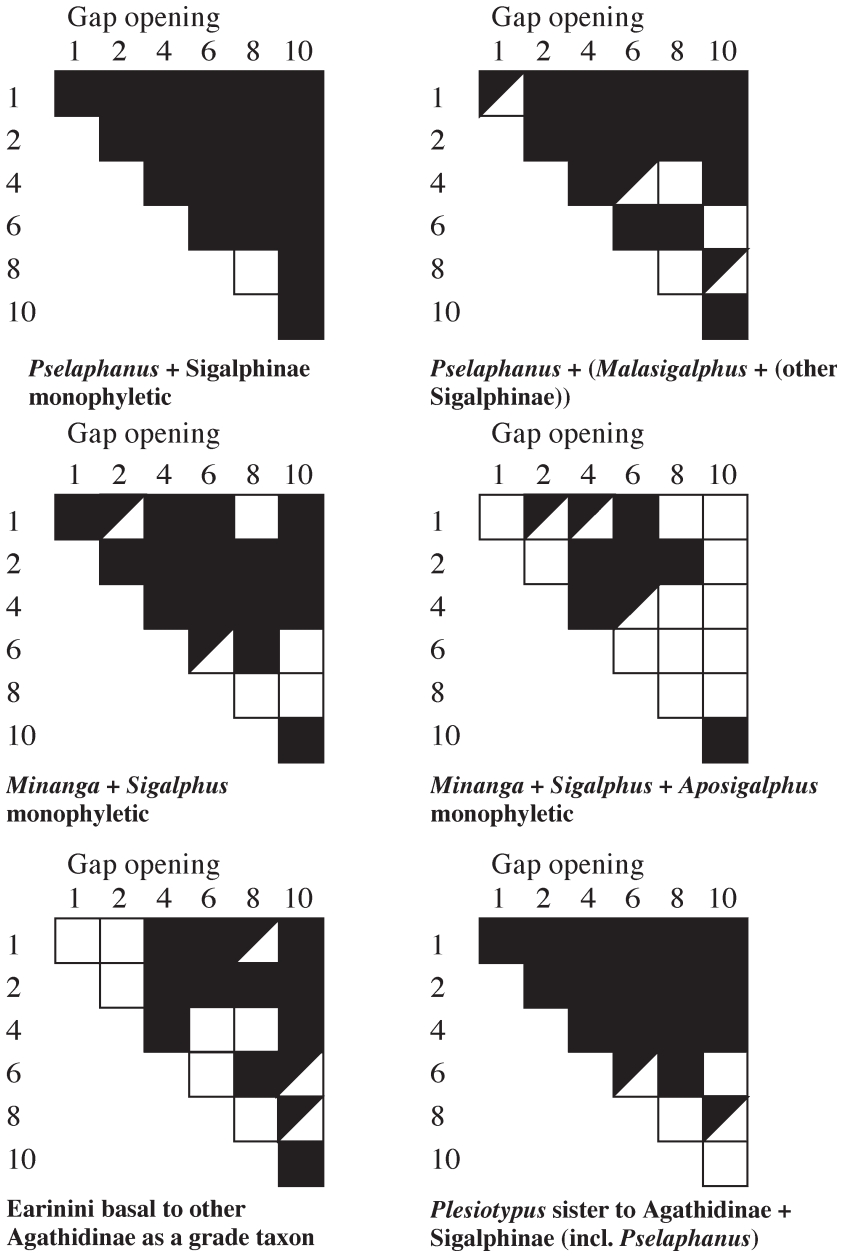 Gap opening
1 2 4 6 8 10
1
2
4
6
8
10
Pselaphanus + Sigalphinae
monophyletic
Gap opening
1 2 4 6 8 10
1
2
4
6
8
10
Pselaphanus + (Malasigalphus + (other
Sigalphinae))
Gap opening
1 2 4 6 8 10
1
2
4
6
8
10
Minanga + Sigalphus
monophyletic
Gap opening
1 2 4 6 8 10
1
2
4
6
8
10
Minanga + Sigalphus + Aposigalphus
monophyletic
Gap opening
1 2 4 6 8 10
1
2
4
6
8
10
Earinini basal to other
Agathidinae as a grade taxon
Gap opening
1 2 4 6 8 10
1
2
4
6
8
10
Plesiotypus sister to Agathidinae +
Sigalphinae (incl. Pselaphanus)